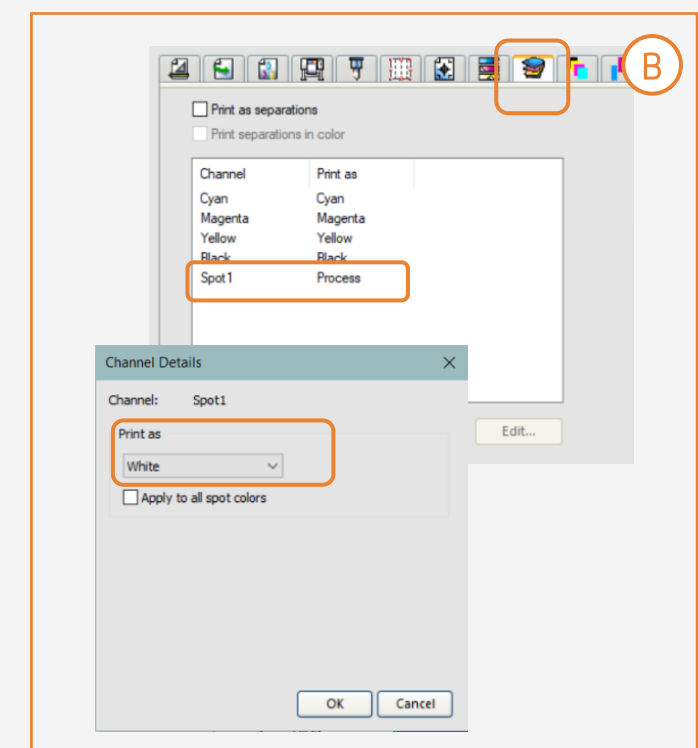 B
Print as separations
Print separations in color
Channel Print as
Cyan Cyan
Magenta Magenta
Yellow Yellow
Black Black
Spot1 Process
Edit...
Channel Details
Channel: Spot1
Print as
White
Apply to all spot colors
OK Cancel